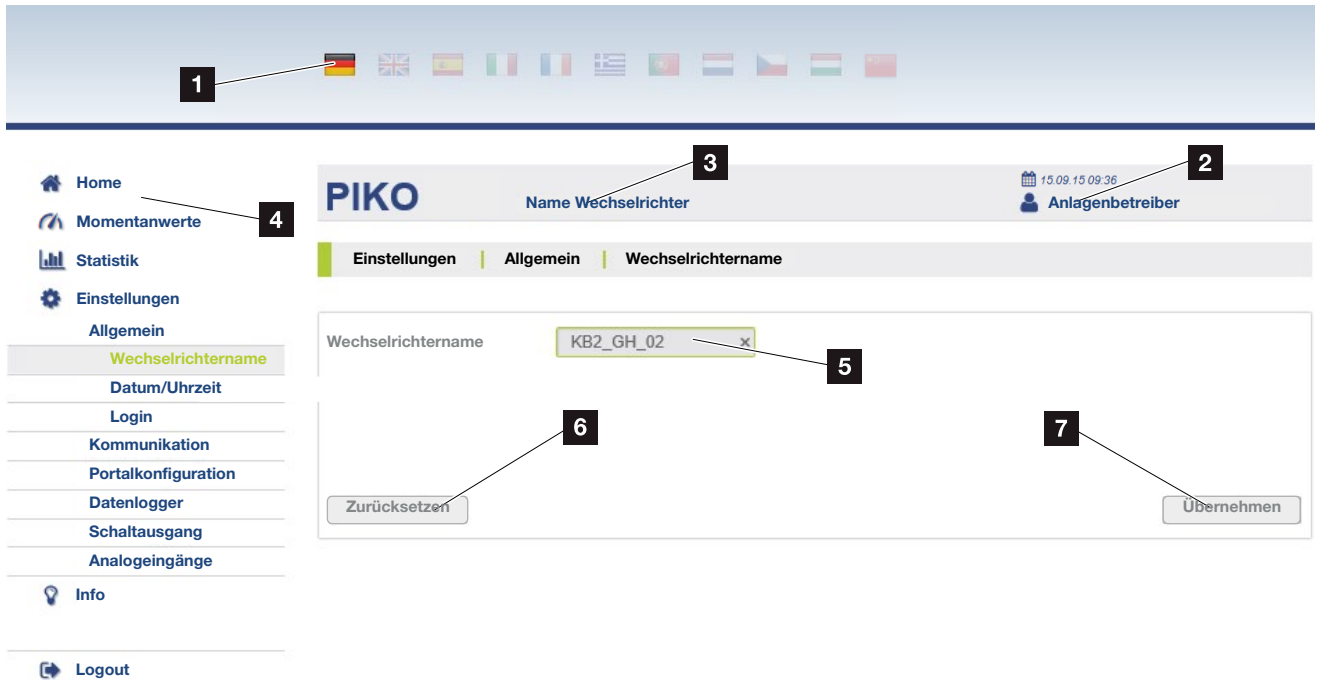 1
3
2
Home
4
Momentanwerte
Statistik
Einstellungen
Allgemein
Wechselrichtername
Datum/Uhrzeit
Login
Kommunikation
Portalkonfiguration
Datenlogger
Schaltausgang
Analogeingänge
Info
Logout
PIKO
Name Wechselrichter
15.09.15 09:36
Anlagenbetreiber
Einstellungen | Allgemein | Wechselrichtername
Wechselrichtername KB2_GH_02 ×
5
6
7
Zurücksetzen
Übernehmen